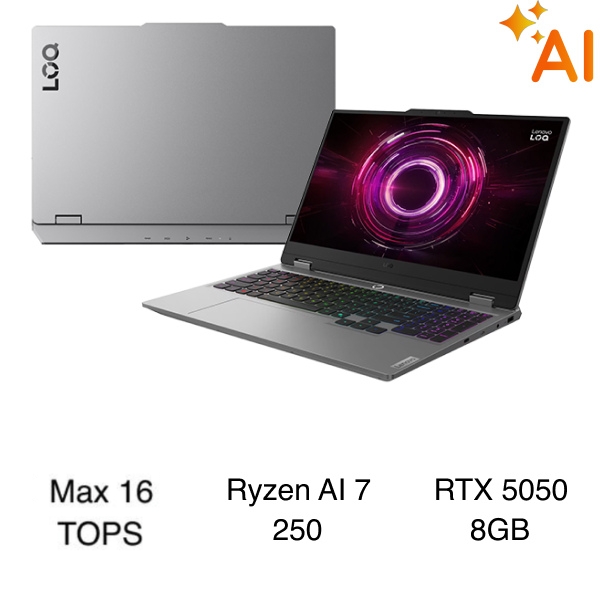 LOQ
AI
Lenovo
LOQ
Max 16
TOPS
Ryzen AI 7
250
RTX 5050
8GB